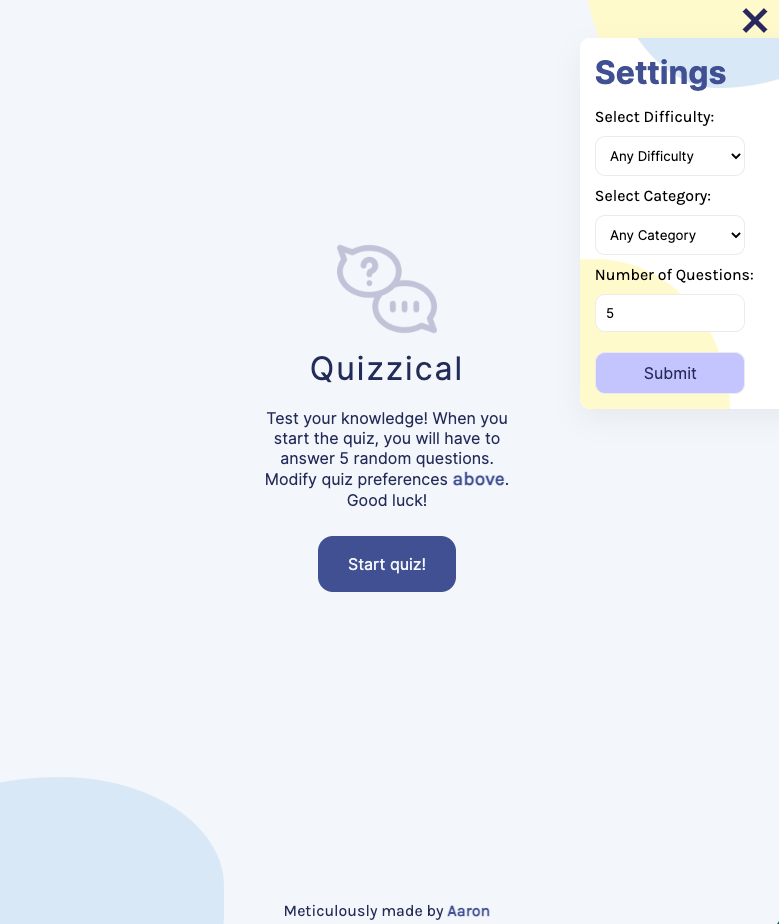 Settings
Select Difficulty:
Any Difficulty
Select Category:
Any Category
Number of Questions:
5
Submit
?
Quizzical
Test your knowledge! When you
start the quiz, you will have to
answer 5 random questions.
Modify quiz preferences above.
Good luck!
Start quiz!
Meticulously made by Aaron